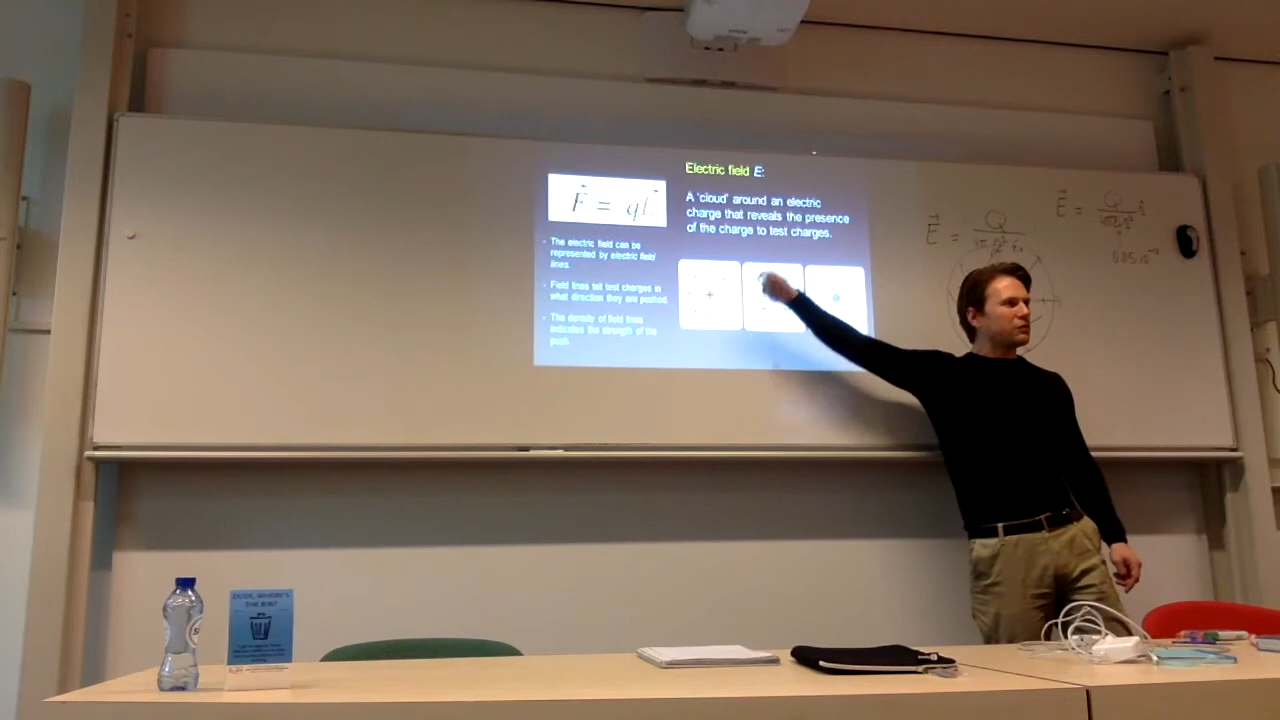 Electric field E:
F = qE
A 'cloud' around an electric
charge that reveals the presence
of the charge to test charges.
• The electric field can be
represented by electric field
lines.
• Field lines tell test charges in
what direction they are pushed.
• The density of field lines
indicates the strength of the
push.
E = Q
E = Q
DUDE, WHERE'S
THE BIN?